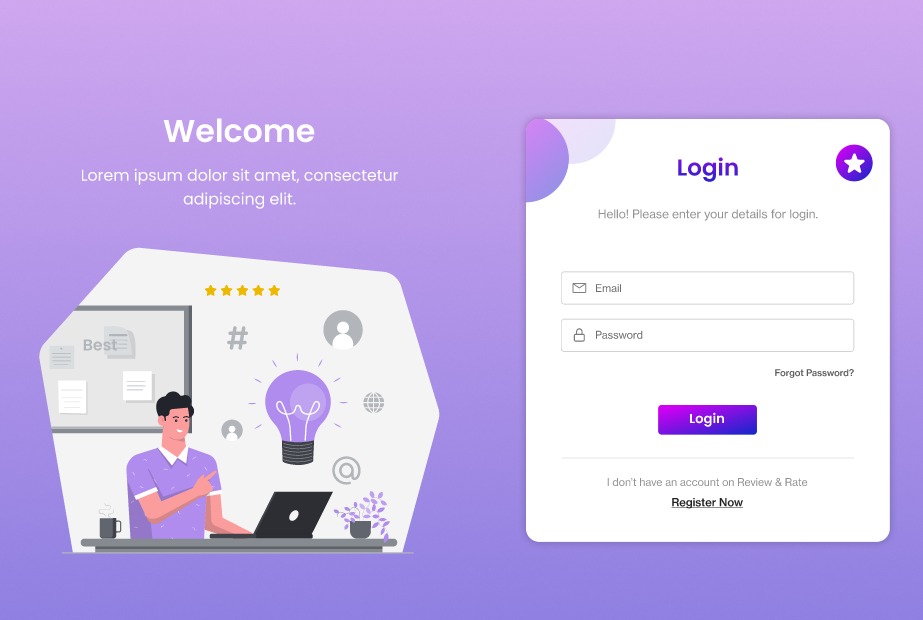 Welcome
Lorem ipsum dolor sit amet, consectetur
adipiscing elit.
Best
#
@
Login
Hello! Please enter your details for login.
Email
Password
Forgot Password?
Login
I don't have an account on Review & Rate
Register Now